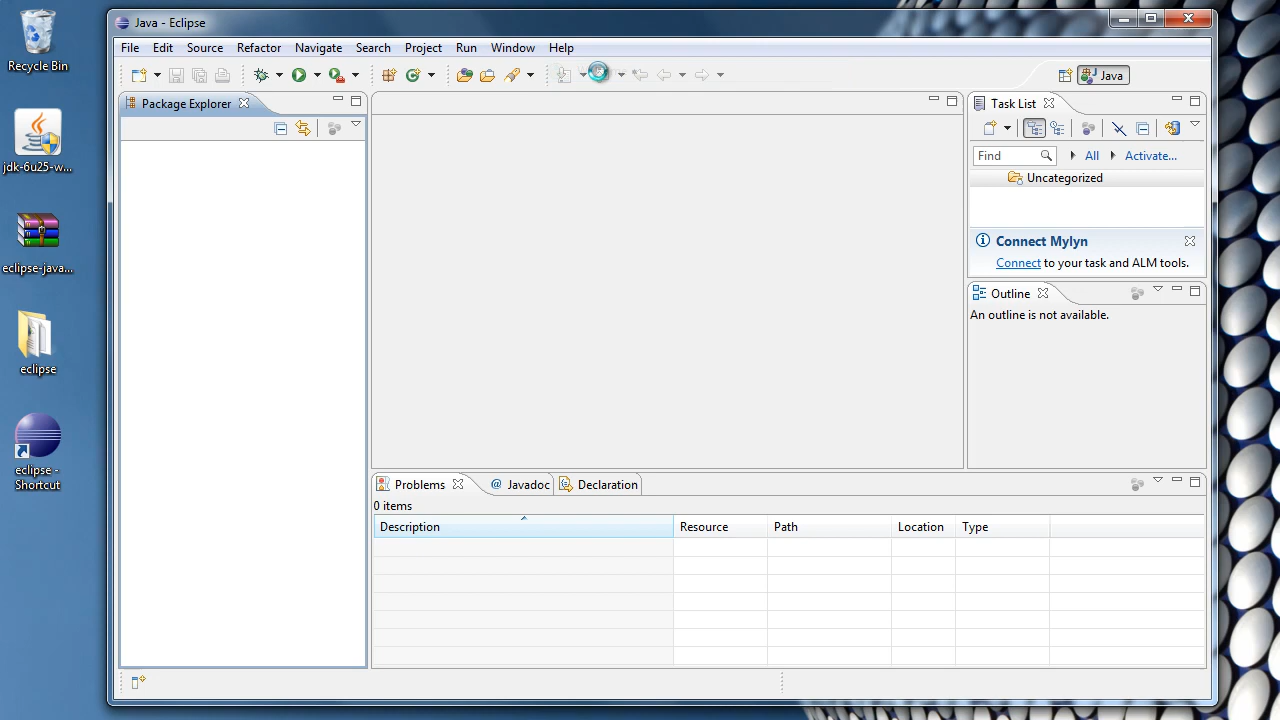 Recycle Bin
jdk-6u25-w...
eclipse-java...
eclipse
eclipse -
Shortcut
Java - Eclipse
File Edit Source Refactor Navigate Search Project Run Window Help
Java
Package Explorer
Task List
Find All Activate...
Uncategorized
Connect Mylyn
Connect to your task and ALM tools.
Outline
An outline is not available.
Problems @ Javadoc Declaration
0 items
Description Resource Path Location Type